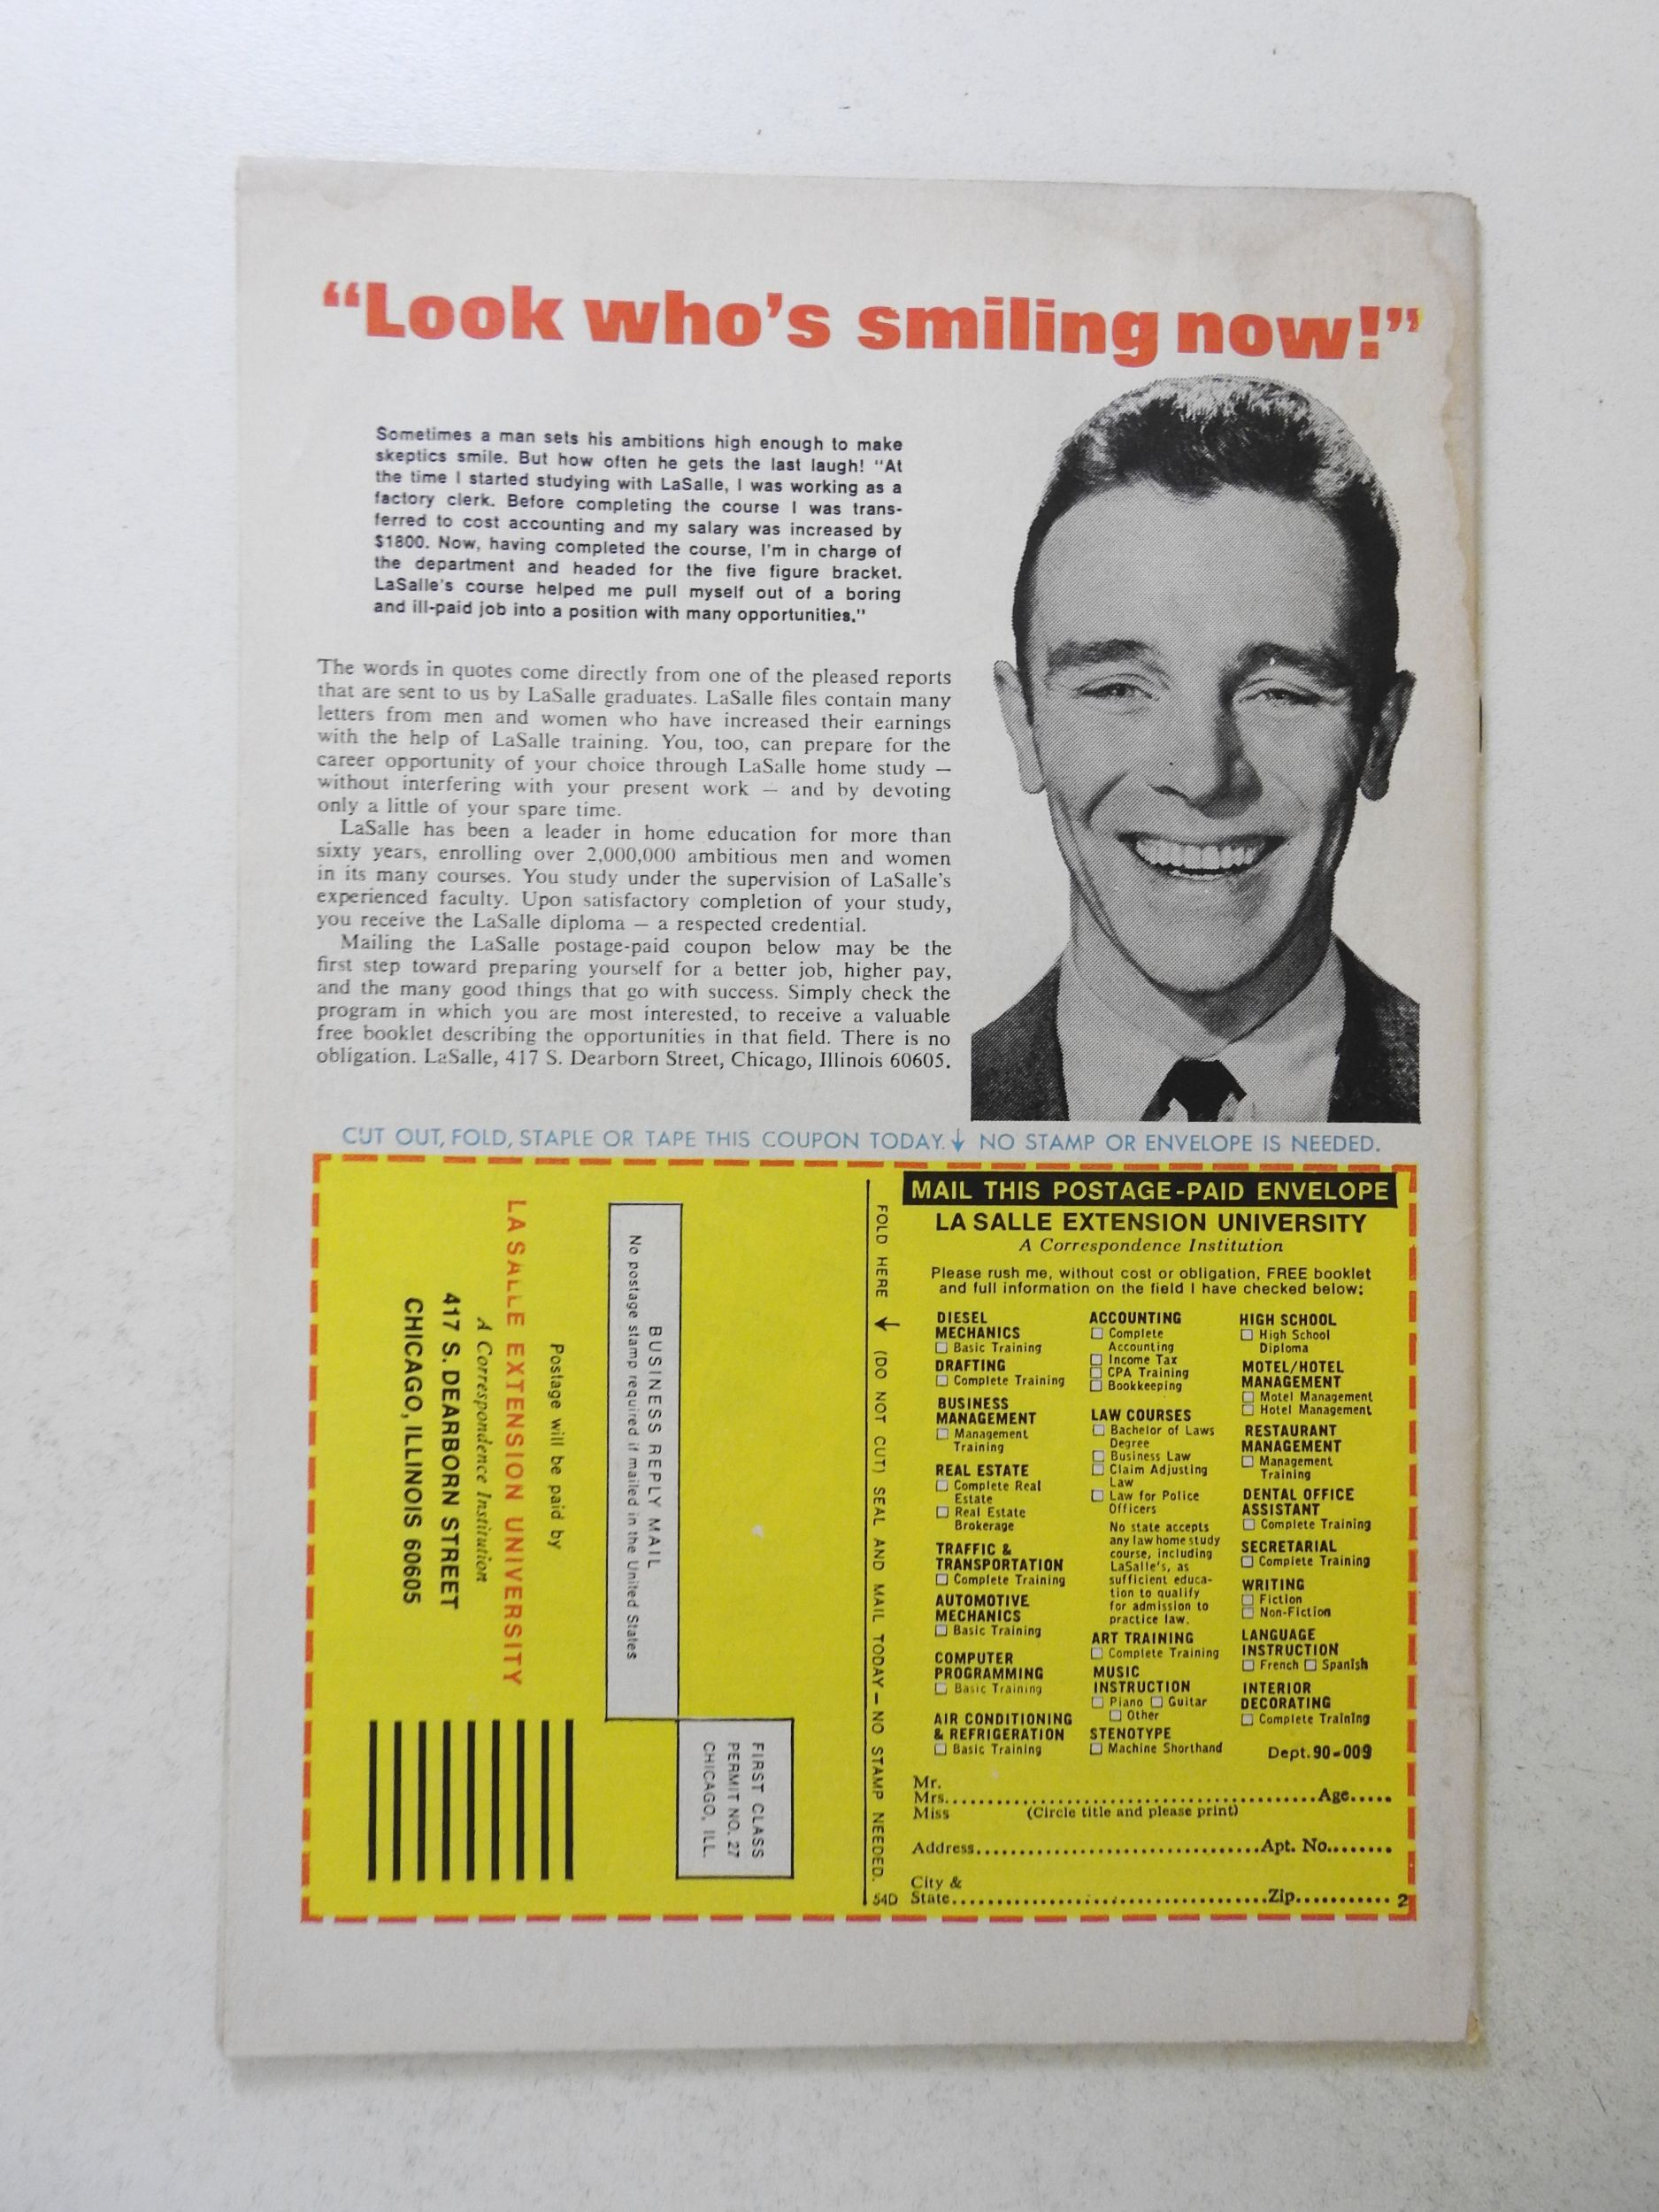 “Look who’s smiling now!”
Sometimes a man sets his ambitions high enough to make
skeptics smile. But how often he gets the last laugh! "At
the time I started studying with LaSalle, I was working as a
factory clerk. Before completing the course I was trans-
ferred to cost accounting and my salary was increased by
$1800. Now, having completed the course, I'm in charge of
the department and headed for the five figure bracket.
LaSalle's course helped me pull myself out of a boring
and ill-paid job into a position with many opportunities."
The words in quotes come directly from one of the pleased reports
that are sent to us by LaSalle graduates. LaSalle files contain many
letters from men and women who have increased their earnings
with the help of LaSalle training. You, too, can prepare for the
career opportunity of your choice through LaSalle home study —
without interfering with your present work — and by devoting
only a little of your spare time.
LaSalle has been a leader in home education for more than
sixty years, enrolling over 2,000,000 ambitious men and women
in its many courses. You study under the supervision of LaSalle's
experienced faculty. Upon satisfactory completion of your study,
you receive the LaSalle diploma — a respected credential.
Mailing the LaSalle postage-paid coupon below may be the
first step toward preparing yourself for a better job, higher pay,
and the many good things that go with success. Simply check the
program in which you are most interested, to receive a valuable
free booklet describing the opportunities in that field. There is no
obligation. LaSalle, 417 S. Dearborn Street, Chicago, Illinois 60605.
CUT OUT, FOLD, STAPLE OR TAPE THIS COUPON TODAY. ↓ NO STAMP OR ENVELOPE IS NEEDED.
FIRST CLASS
PERMIT NO. 27
CHICAGO, ILL.
BUSINESS REPLY MAIL
No postage stamp required if mailed in the United States
Postage will be paid by
LA SALLE EXTENSION UNIVERSITY
A Correspondence Institution
417 S. DEARBORN STREET
CHICAGO, ILLINOIS 60605
FOLD HERE ↓ (DO NOT CUT) SEAL AND MAIL TODAY — NO STAMP NEEDED.
54D
MAIL THIS POSTAGE-PAID ENVELOPE
LA SALLE EXTENSION UNIVERSITY
A Correspondence Institution
Please rush me, without cost or obligation, FREE booklet
and full information on the field I have checked below:
DIESEL
MECHANICS
☐ Basic Training
DRAFTING
☐ Complete Training
BUSINESS
MANAGEMENT
☐ Management
Training
REAL ESTATE
☐ Complete Real
Estate
☐ Real Estate
Brokerage
TRAFFIC &
TRANSPORTATION
☐ Complete Training
AUTOMOTIVE
MECHANICS
☐ Basic Training
COMPUTER
PROGRAMMING
☐ Basic Training
AIR CONDITIONING
& REFRIGERATION
☐ Basic Training
ACCOUNTING
☐ Complete
Accounting
☐ Income Tax
☐ CPA Training
☐ Bookkeeping
LAW COURSES
☐ Bachelor of Laws
Degree
☐ Business Law
☐ Claim Adjusting
Law
☐ Law for Police
Officers
No state accepts
any law home study
course, including
LaSalle's, as
sufficient educa-
tion to qualify
for admission to
practice law.
ART TRAINING
☐ Complete Training
MUSIC
INSTRUCTION
☐ Piano ☐ Guitar
☐ Other
STENOTYPE
☐ Machine Shorthand
HIGH SCHOOL
☐ High School
Diploma
MOTEL/HOTEL
MANAGEMENT
☐ Motel Management
☐ Hotel Management
RESTAURANT
MANAGEMENT
☐ Management
Training
DENTAL OFFICE
ASSISTANT
☐ Complete Training
SECRETARIAL
☐ Complete Training
WRITING
☐ Fiction
☐ Non-Fiction
LANGUAGE
INSTRUCTION
☐ French ☐ Spanish
INTERIOR
DECORATING
☐ Complete Training
Dept. 90-009
Mr.
Mrs.....Age.....
Miss (Circle title and please print)
Address.....Apt. No.....
City &
State.....Zip..... 2